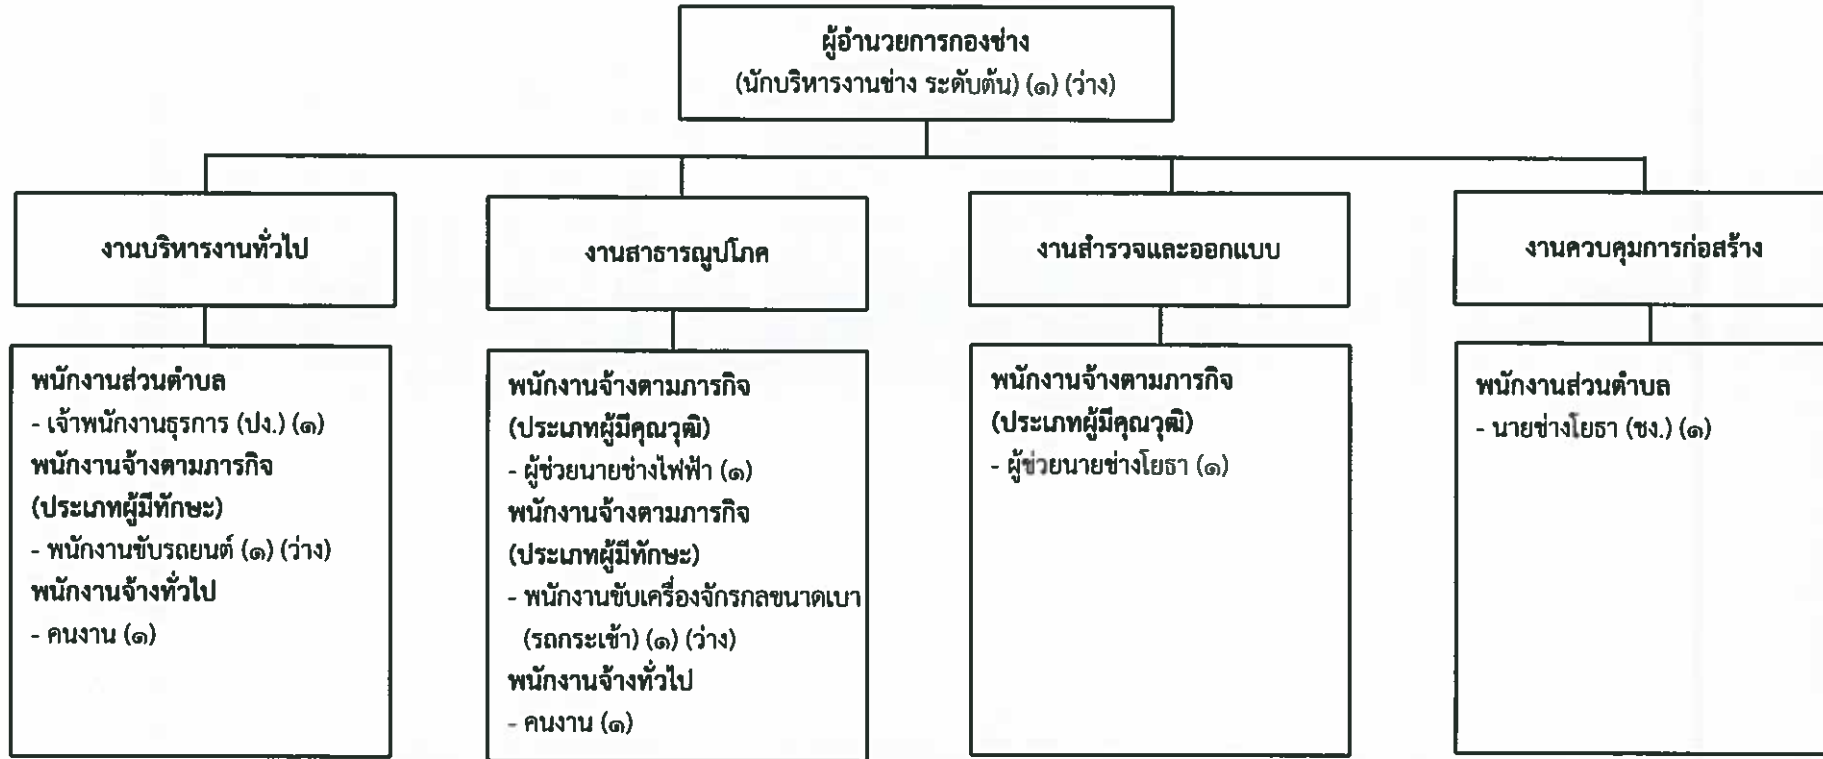 ผู้อำนวยการกองช่าง
(นักบริหารงานช่าง ระดับต้น) (๑) (ว่าง)
งานบริหารงานทั่วไป
งานสาธารณูปโภค
งานสำรวจและออกแบบ
งานควบคุมการก่อสร้าง
พนักงานส่วนตำบล
- เจ้าพนักงานธุรการ (ปง.) (๑)
พนักงานจ้างตามภารกิจ
(ประเภทผู้มีทักษะ)
- พนักงานขับรถยนต์ (๑) (ว่าง)
พนักงานจ้างทั่วไป
- คนงาน (๑)
พนักงานจ้างตามภารกิจ
(ประเภทผู้มีคุณวุฒิ)
- ผู้ช่วยนายช่างไฟฟ้า (๑)
พนักงานจ้างตามภารกิจ
(ประเภทผู้มีทักษะ)
- พนักงานขับเครื่องจักรกลขนาดเบา
(รถกระเช้า) (๑) (ว่าง)
พนักงานจ้างทั่วไป
- คนงาน (๑)
พนักงานจ้างตามภารกิจ
(ประเภทผู้มีคุณวุฒิ)
- ผู้ช่วยนายช่างโยธา (๑)
พนักงานส่วนตำบล
- นายช่างโยธา (ชง.) (๑)